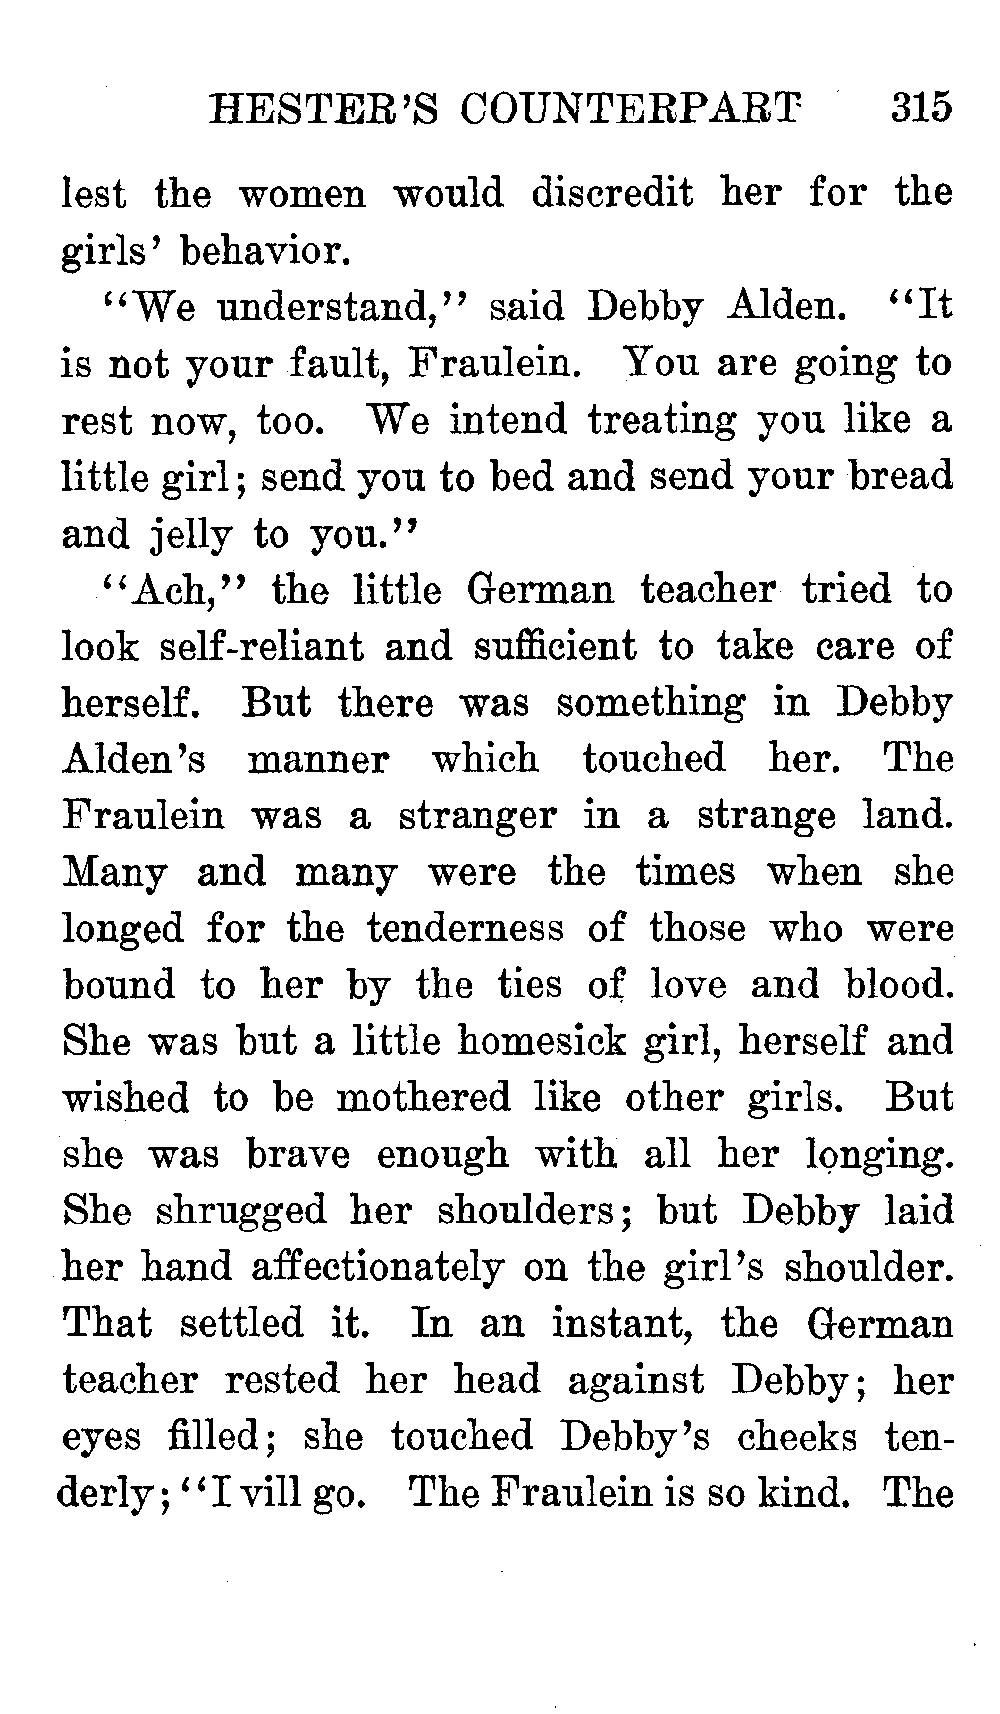 HESTER'S COUNTERPART 315
lest the women would discredit her for the
girls' behavior.
"We understand," said Debby Alden. "It
is not your fault, Fraulein. You are going to
rest now, too. We intend treating you like a
little girl; send you to bed and send your bread
and jelly to you."
"Ach," the little German teacher tried to
look self-reliant and sufficient to take care of
herself. But there was something in Debby
Alden's manner which touched her. The
Fraulein was a stranger in a strange land.
Many and many were the times when she
longed for the tenderness of those who were
bound to her by the ties of love and blood.
She was but a little homesick girl, herself and
wished to be mothered like other girls. But
she was brave enough with all her longing.
She shrugged her shoulders; but Debby laid
her hand affectionately on the girl's shoulder.
That settled it. In an instant, the German
teacher rested her head against Debby; her
eyes filled; she touched Debby's cheeks ten-
derly; "I vill go. The Fraulein is so kind. The